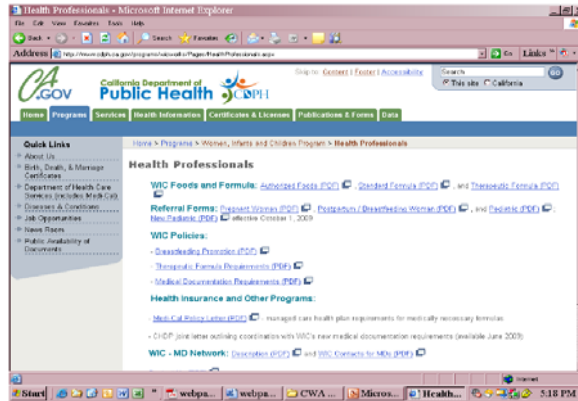 Health Professionals - Microsoft Internet Explorer
File Edit View Favorites Tools Help
Back Search Favorites
Address http://www.cdph.ca.gov/programs/wicworks/Pages/HealthProfessionals.aspx Go Links
Skip to: Content | Footer | Accessibility
Search GO
This site California
CA.GOV
California Department of
Public Health CDPH
Home Programs Services Health Information Certificates & Licenses Publications & Forms Data
Quick Links
About Us
Birth, Death, & Marriage
Certificates
Department of Health Care
Services (includes Medi-Cal)
Diseases & Conditions
Job Opportunities
News Room
Public Availability of
Documents
Home > Programs > Women, Infants and Children Program > Health Professionals
Health Professionals
WIC Foods and Formula: Authorized Foods (PDF) , Standard Formula (PDF) , and Therapeutic Formula (PDF)
Referral Forms: Pregnant Woman (PDF) , Postpartum / Breastfeeding Woman (PDF) , and Pediatric (PDF) ;
New Pediatric (PDF) effective October 1, 2009
WIC Policies:
- Breastfeeding Promotion (PDF)
- Therapeutic Formula Requirements (PDF)
- Medical Documentation Requirements (PDF)
Health Insurance and Other Programs:
- Medi-Cal Policy Letter (PDF) - managed care health plan requirements for medically necessary formulas
- CHDP joint letter outlining coordination with WIC's new medical documentation requirements (available June 2009)
WIC - MD Network: Description (PDF) and WIC Contacts for MDs (PDF)
Internet
Start webpa... webpa... CWA ... Micros... Health... 5:18 PM